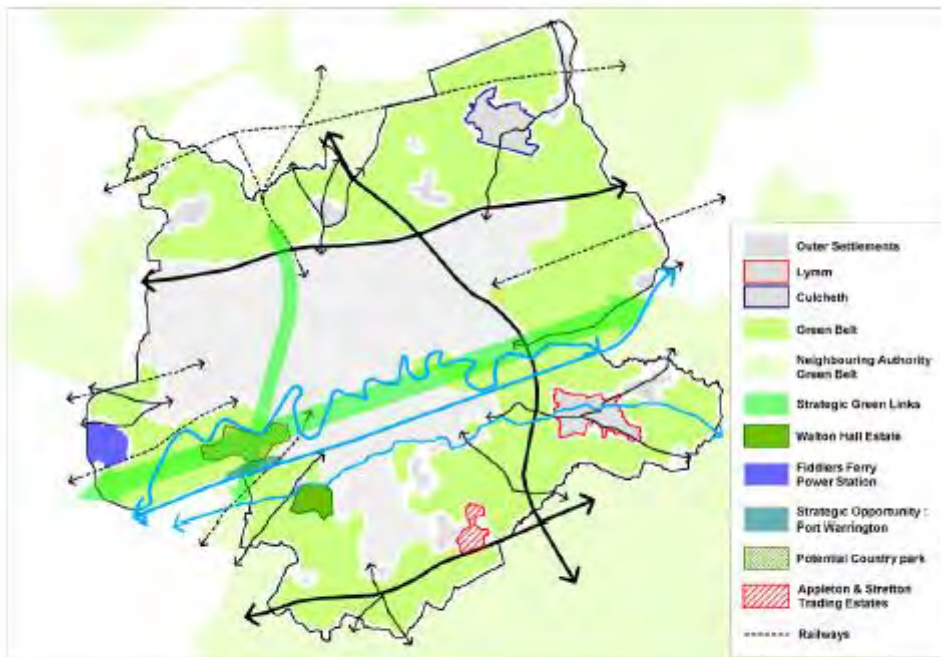 Outer Settlements
Lymm
Culcheth
Green Belt
Neighbouring Authority
Green Belt
Strategic Green Links
Walton Hall Estate
Fiddlers Ferry
Power Station
Strategic Opportunity :
Port Warrington
Potential Country park
Appleton & Stretton
Trading Estates
Railways